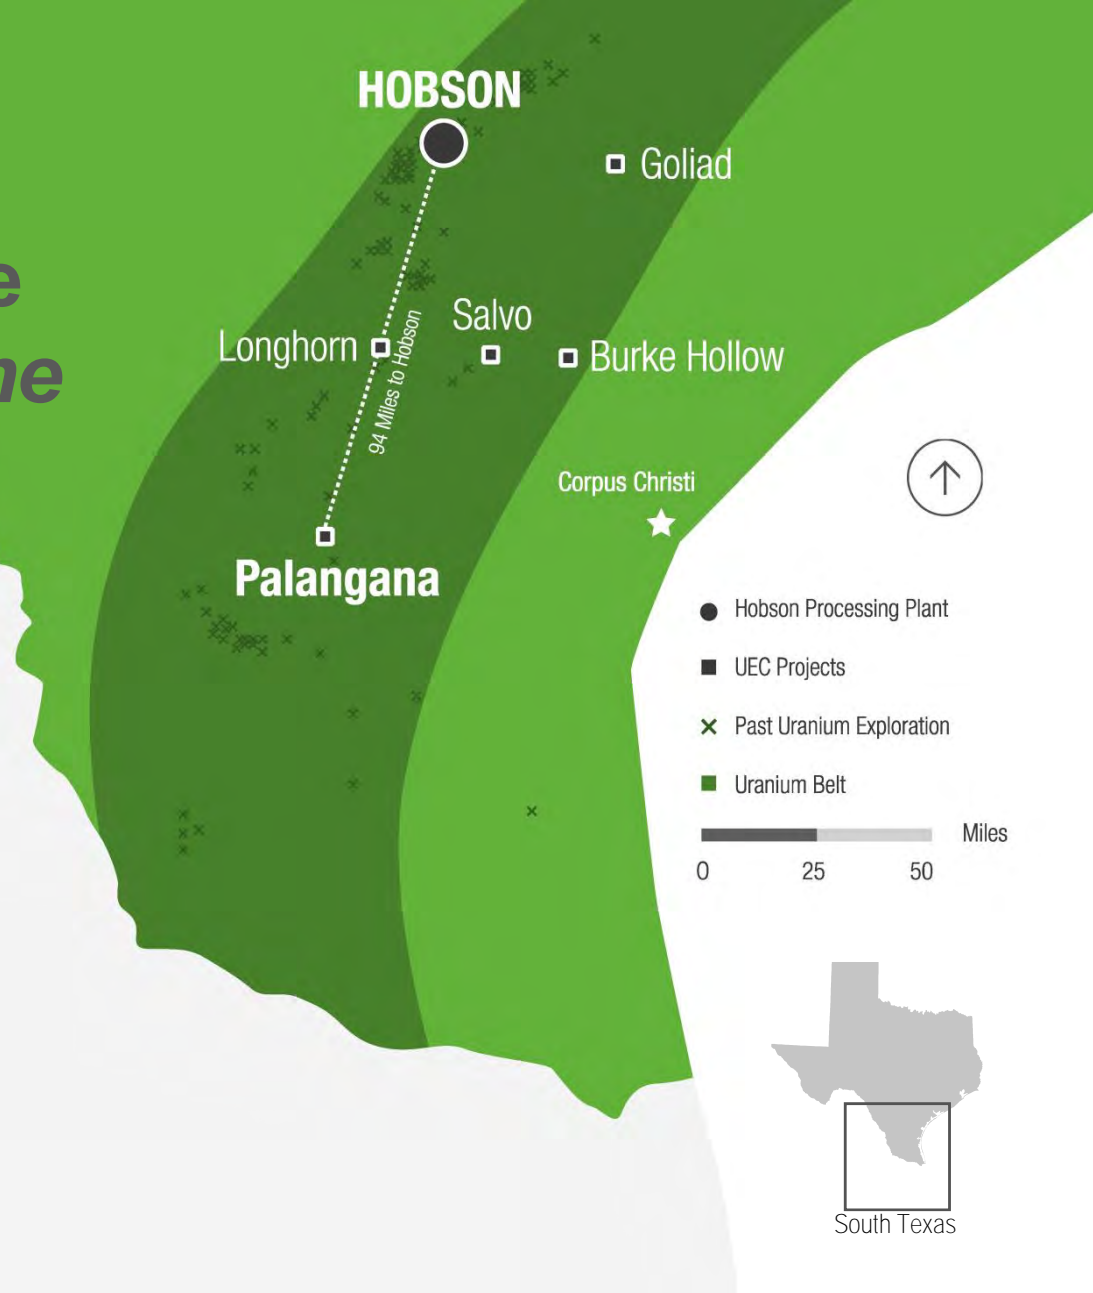 HOBSON
Goliad
e
ne
Salvo
Longhorn
Burke Hollow
94 Miles to Hobson
Corpus Christi
Palangana
Hobson Processing Plant
UEC Projects
Past Uranium Exploration
Uranium Belt
Miles
0 25 50
South Texas